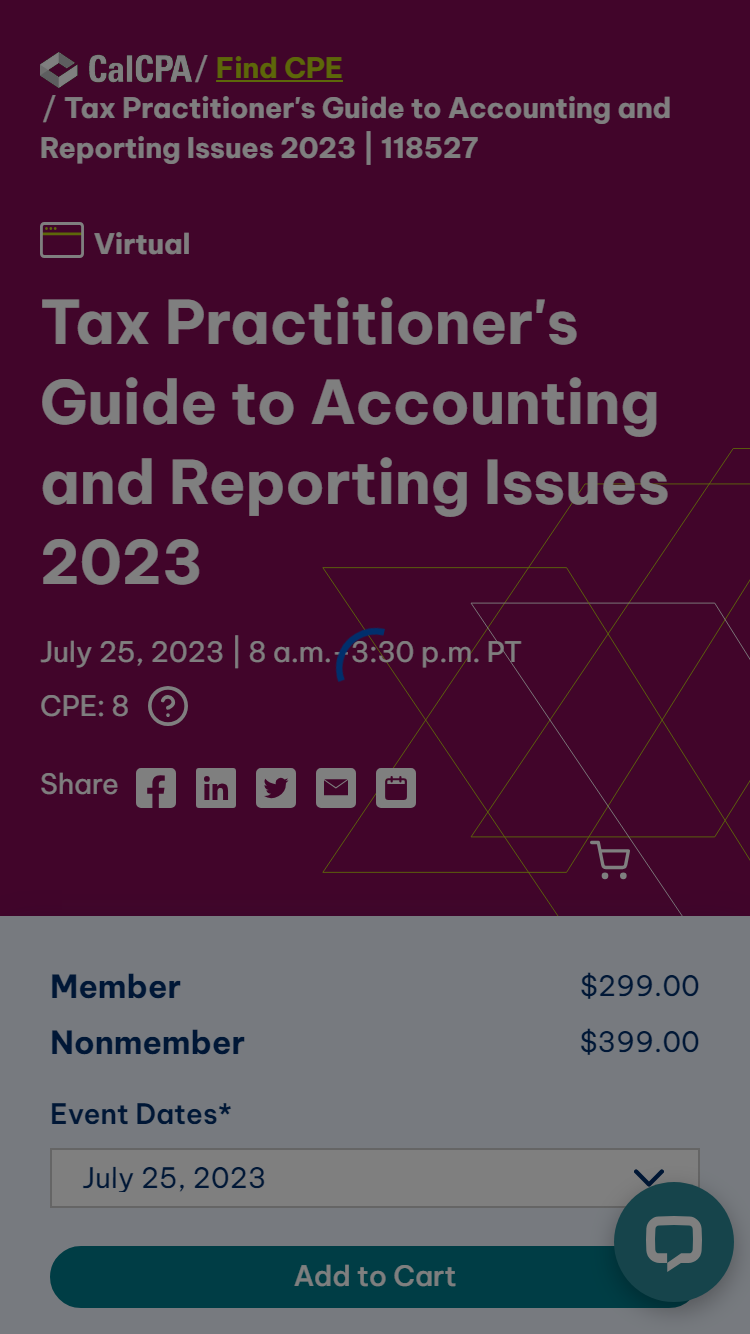 CalCPA / Find CPE
/ Tax Practitioner's Guide to Accounting and
Reporting Issues 2023 | 118527
Virtual
Tax Practitioner's
Guide to Accounting
and Reporting Issues
2023
July 25, 2023 | 8 a.m.–3:30 p.m. PT
CPE: 8 ?
Share
Member $299.00
Nonmember $399.00
Event Dates*
July 25, 2023
Add to Cart